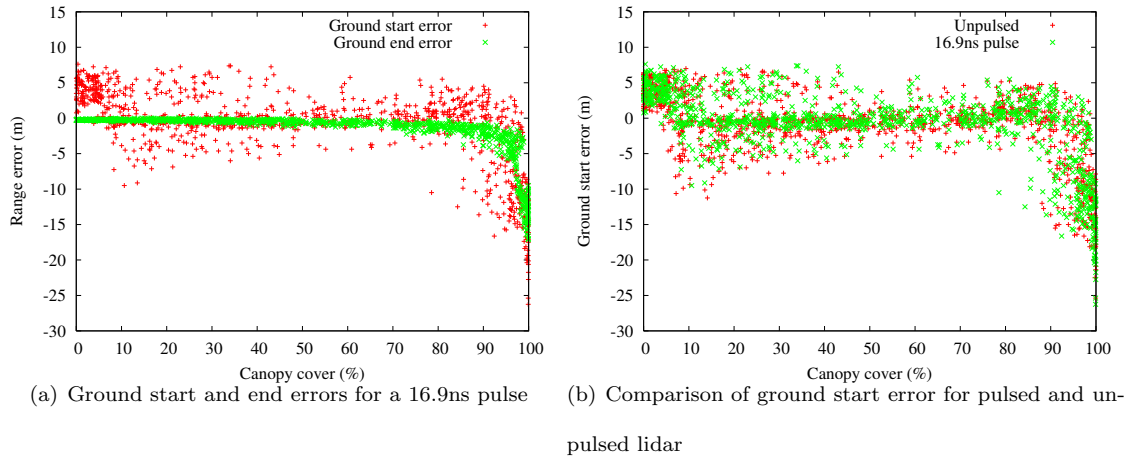 Ground start error
Ground end error
15
10
5
0
-5
-10
-15
-20
-25
-30
Range error (m)
0 10 20 30 40 50 60 70 80 90 100
Canopy cover (%)
(a) Ground start and end errors for a 16.9ns pulse
Unpulsed
16.9ns pulse
15
10
5
0
-5
-10
-15
-20
-25
-30
Ground start error (m)
0 10 20 30 40 50 60 70 80 90 100
Canopy cover (%)
(b) Comparison of ground start error for pulsed and un-
pulsed lidar